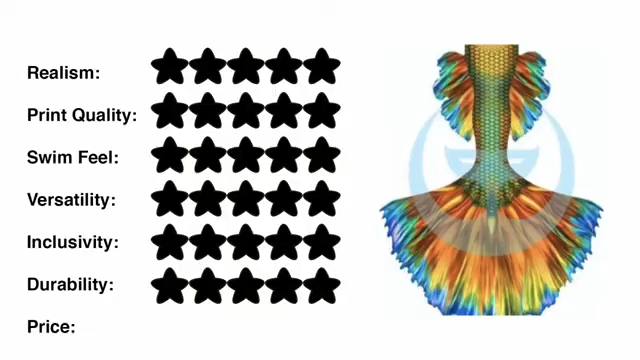 Realism:
Print Quality:
Swim Feel:
Versatility:
Inclusivity:
Durability:
Price: